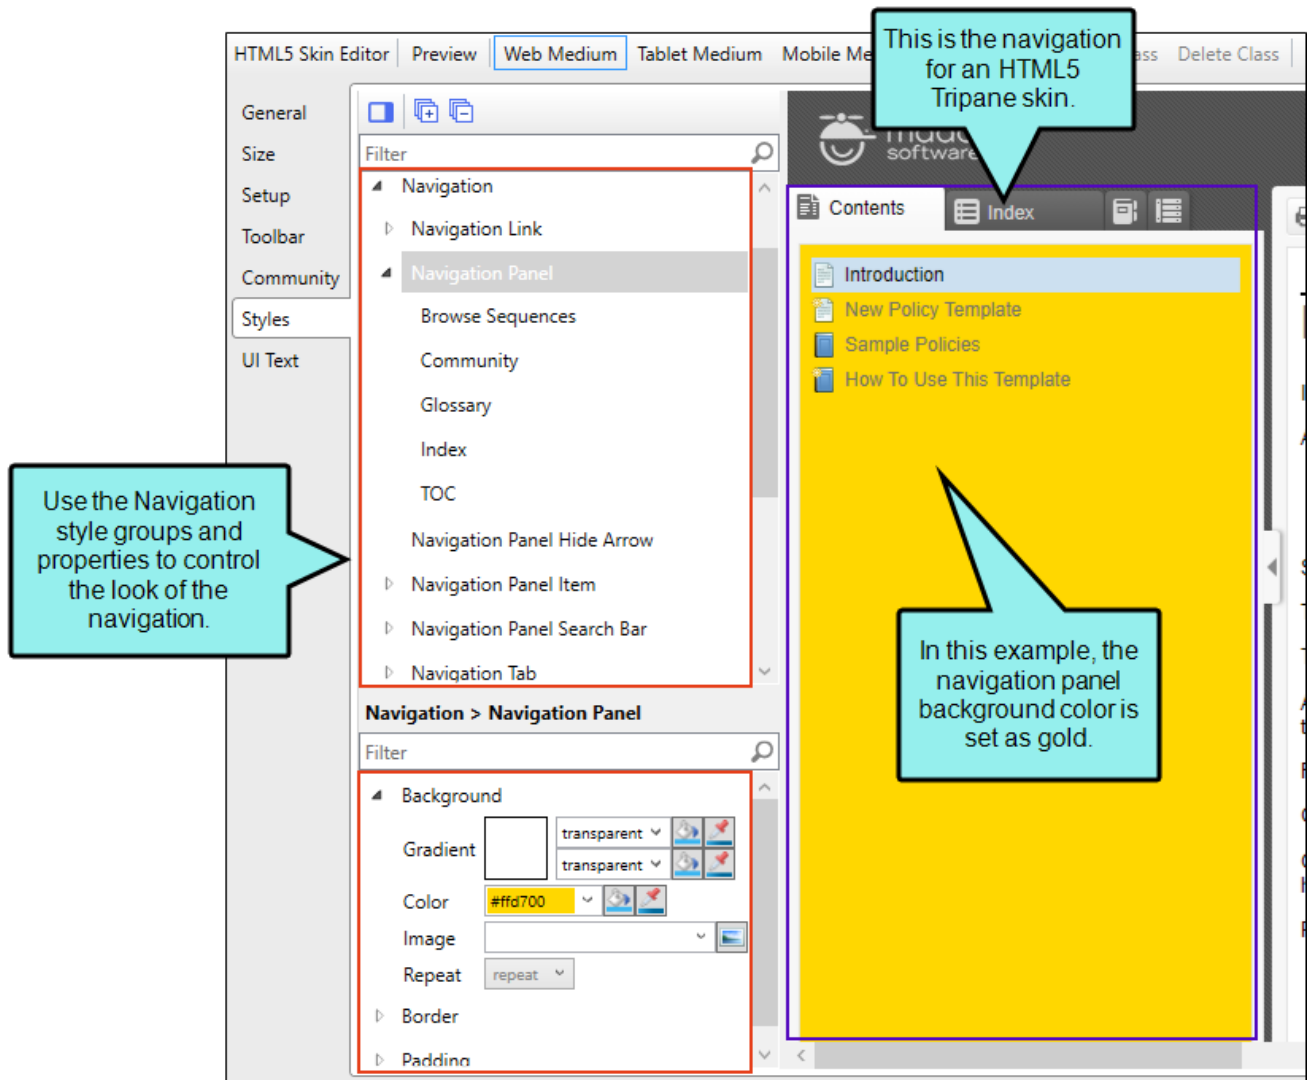 This is the navigation
for an HTML5
Tripane skin.
HTML5 Skin Editor Preview Web Medium Tablet Medium Delete Class
General
Size
Setup
Toolbar
Community
Styles
UI Text
Filter
Navigation
Navigation Link
Navigation Panel
Browse Sequences
Community
Glossary
Index
TOC
Navigation Panel Hide Arrow
Navigation Panel Item
Navigation Panel Search Bar
Navigation Tab
Navigation > Navigation Panel
Filter
Background
Gradient transparent
transparent
Color #ffd700
Image
Repeat repeat
Border
Padding
software
Contents Index
Introduction
New Policy Template
Sample Policies
How To Use This Template
Use the Navigation
style groups and
properties to control
the look of the
navigation.
In this example, the
navigation panel
background color is
set as gold.